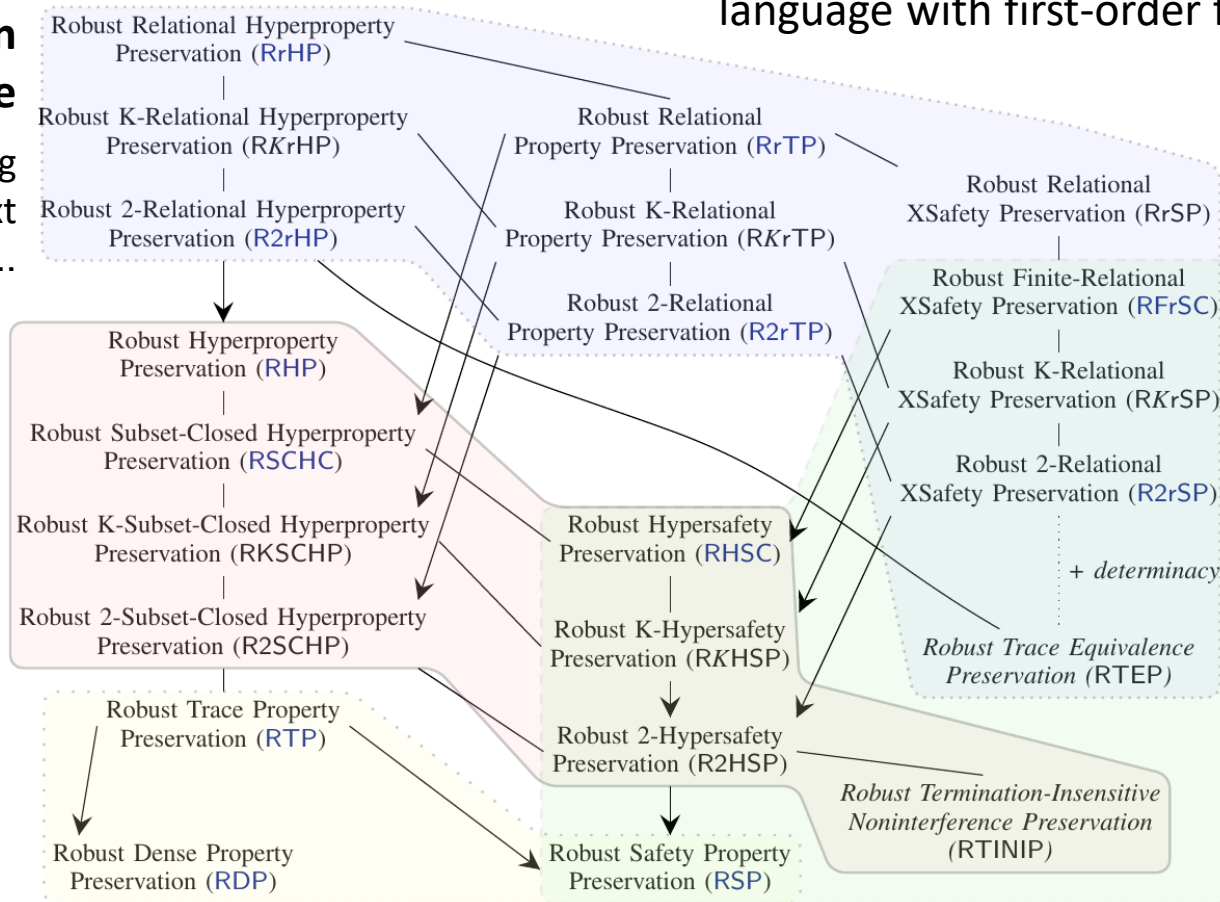 language with first-order f
n
e
g
xt
..
Robust Relational Hyperproperty
Preservation (RrHP)
Robust K-Relational Hyperproperty
Preservation (RKrHP)
Robust 2-Relational Hyperproperty
Preservation (R2rHP)
Robust Relational
Property Preservation (RrTP)
Robust K-Relational
Property Preservation (RKrTP)
Robust 2-Relational
Property Preservation (R2rTP)
Robust Relational
XSafety Preservation (RrSP)
Robust Finite-Relational
XSafety Preservation (RFrSC)
Robust K-Relational
XSafety Preservation (RKrSP)
Robust 2-Relational
XSafety Preservation (R2rSP)
+ determinacy
Robust Trace Equivalence
Preservation (RTEP)
Robust Hyperproperty
Preservation (RHP)
Robust Subset-Closed Hyperproperty
Preservation (RSCHC)
Robust K-Subset-Closed Hyperproperty
Preservation (RKSCHP)
Robust 2-Subset-Closed Hyperproperty
Preservation (R2SCHP)
Robust Hypersafety
Preservation (RHSC)
Robust K-Hypersafety
Preservation (RKHSP)
Robust 2-Hypersafety
Preservation (R2HSP)
Robust Termination-Insensitive
Noninterference Preservation
(RTINIP)
Robust Trace Property
Preservation (RTP)
Robust Dense Property
Preservation (RDP)
Robust Safety Property
Preservation (RSP)